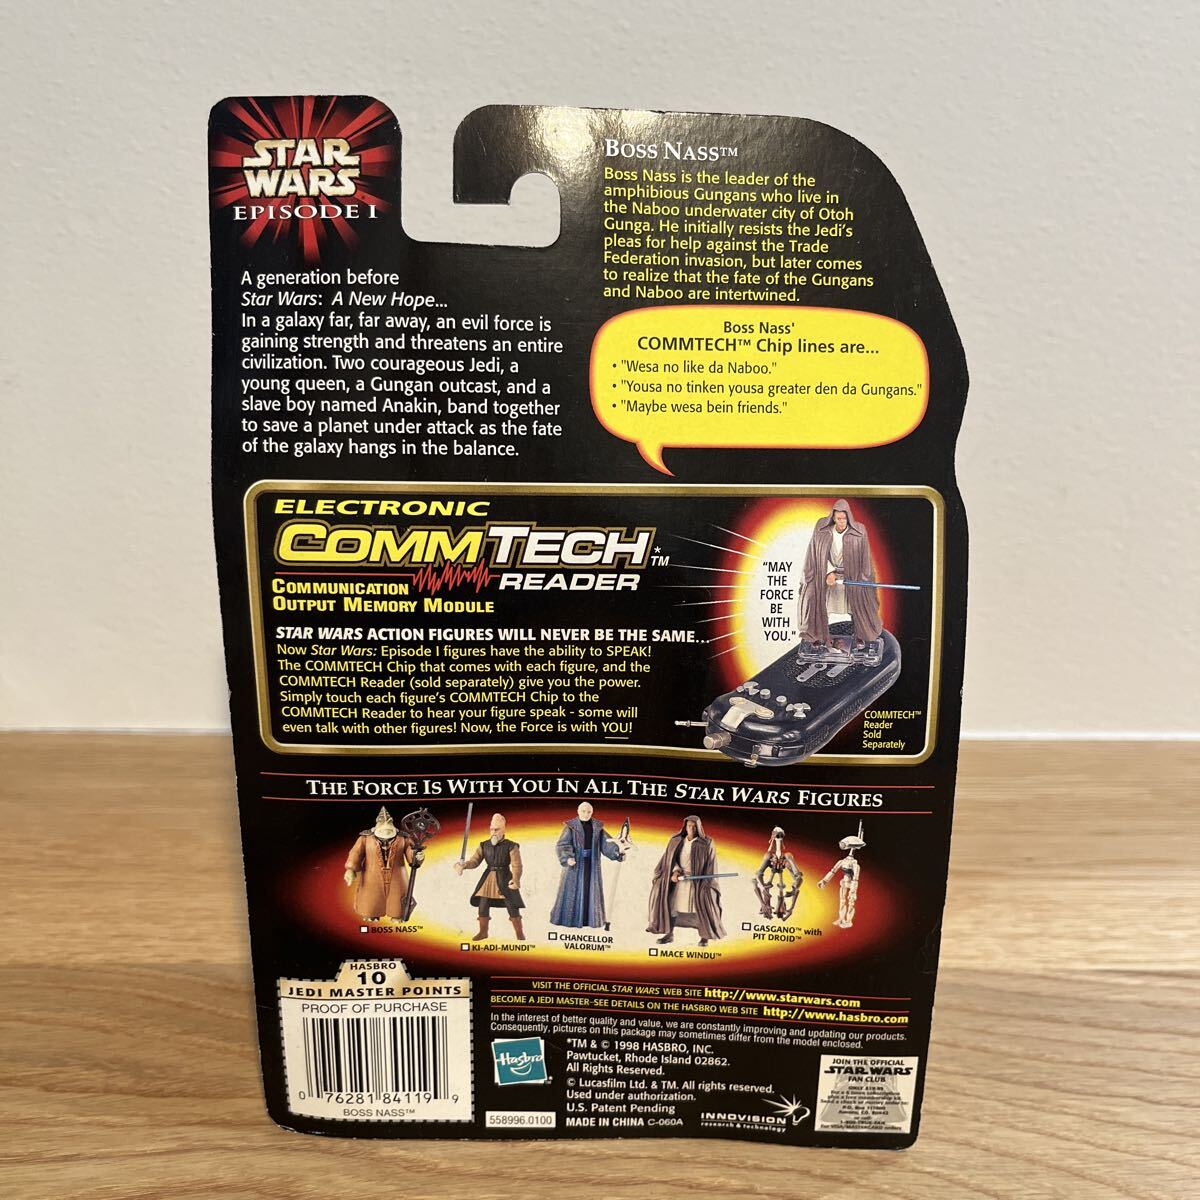 STAR
WARS
EPISODE I
A generation before
Star Wars: A New Hope...
In a galaxy far, far away, an evil force is
gaining strength and threatens an entire
civilization. Two courageous Jedi, a
young queen, a Gungan outcast, and a
slave boy named Anakin, band together
to save a planet under attack as the fate
of the galaxy hangs in the balance.
BOSS NASS™
Boss Nass is the leader of the
amphibious Gungans who live in
the Naboo underwater city of Otoh
Gunga. He initially resists the Jedi's
pleas for help against the Trade
Federation invasion, but later comes
to realize that the fate of the Gungans
and Naboo are intertwined.
Boss Nass'
COMMTECH™ Chip lines are...
• "Wesa no like da Naboo."
• "Yousa no tinken yousa greater den da Gungans."
• "Maybe wesa bein friends."
ELECTRONIC
COMMTECH™*
READER
COMMUNICATION
OUTPUT MEMORY MODULE
STAR WARS ACTION FIGURES WILL NEVER BE THE SAME...
Now Star Wars: Episode I figures have the ability to SPEAK!
The COMMTECH Chip that comes with each figure, and the
COMMTECH Reader (sold separately) give you the power.
Simply touch each figure's COMMTECH Chip to the
COMMTECH Reader to hear your figure speak - some will
even talk with other figures! Now, the Force is with YOU!
"MAY
THE
FORCE
BE
WITH
YOU."
COMMTECH™
Reader
Sold
Separately
THE FORCE IS WITH YOU IN ALL THE STAR WARS FIGURES
BOSS NASS™
KI-ADI-MUNDI™
CHANCELLOR
VALORUM™
MACE WINDU™
GASGANO™ with
PIT DROID™
HASBRO
10
JEDI MASTER POINTS
PROOF OF PURCHASE
0 76281 84119 9
BOSS NASS™
VISIT THE OFFICIAL STAR WARS WEB SITE http://www.starwars.com
BECOME A JEDI MASTER–SEE DETAILS ON THE HASBRO WEB SITE http://www.hasbro.com
In the interest of better quality and value, we are constantly improving and updating our products.
Consequently, pictures on this package may sometimes differ from the model enclosed.
Hasbro
*TM & © 1998 HASBRO, INC.
Pawtucket, Rhode Island 02862.
All Rights Reserved.
© Lucasfilm Ltd. & TM. All rights reserved.
Used under authorization.
U.S. Patent Pending
558996.0100
MADE IN CHINA C-060A
INNOVISION
research & technology
JOIN THE OFFICIAL
STAR WARS
FAN CLUB